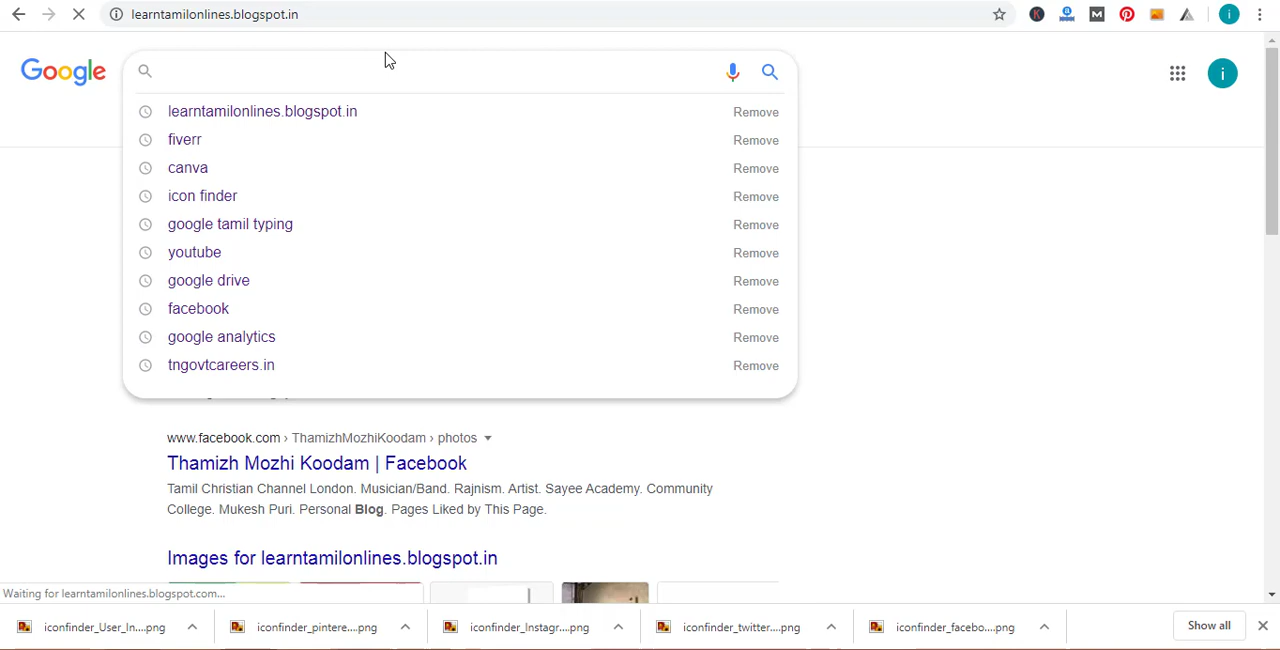 learntamilonlines.blogspot.in
K
M
i
Google
i
learntamilonlines.blogspot.in
Remove
fiverr
Remove
canva
Remove
icon finder
Remove
google tamil typing
Remove
youtube
Remove
google drive
Remove
facebook
Remove
google analytics
Remove
tngovtcareers.in
Remove
www.facebook.com › ThamizhMozhiKoodam › photos
Thamizh Mozhi Koodam | Facebook
Tamil Christian Channel London. Musician/Band. Rajnism. Artist. Sayee Academy. Community
College. Mukesh Puri. Personal Blog. Pages Liked by This Page.
Images for learntamilonlines.blogspot.in
Waiting for learntamilonlines.blogspot.com...
iconfinder_User_In....png
iconfinder_pintere....png
iconfinder_Instagr....png
iconfinder_twitter....png
iconfinder_facebo....png
Show all